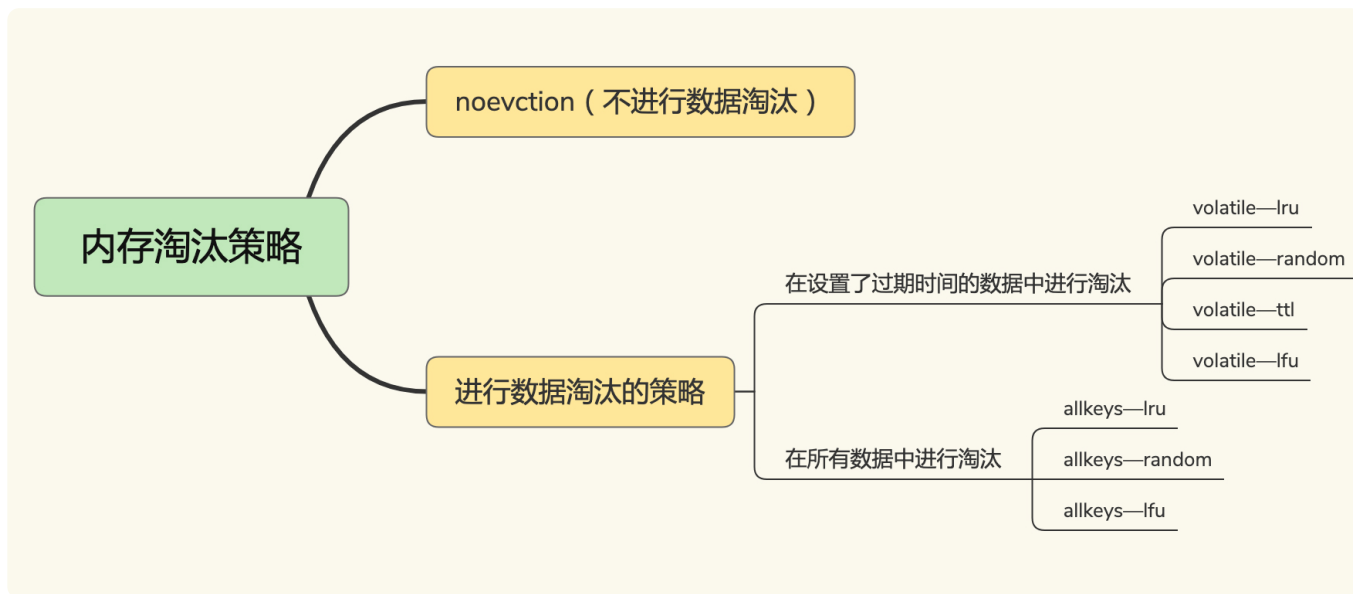 内存淘汰策略
noevction（不进行数据淘汰）
进行数据淘汰的策略
在设置了过期时间的数据中进行淘汰
volatile—lru
volatile—random
volatile—ttl
volatile—lfu
在所有数据中进行淘汰
allkeys—lru
allkeys—random
allkeys—lfu